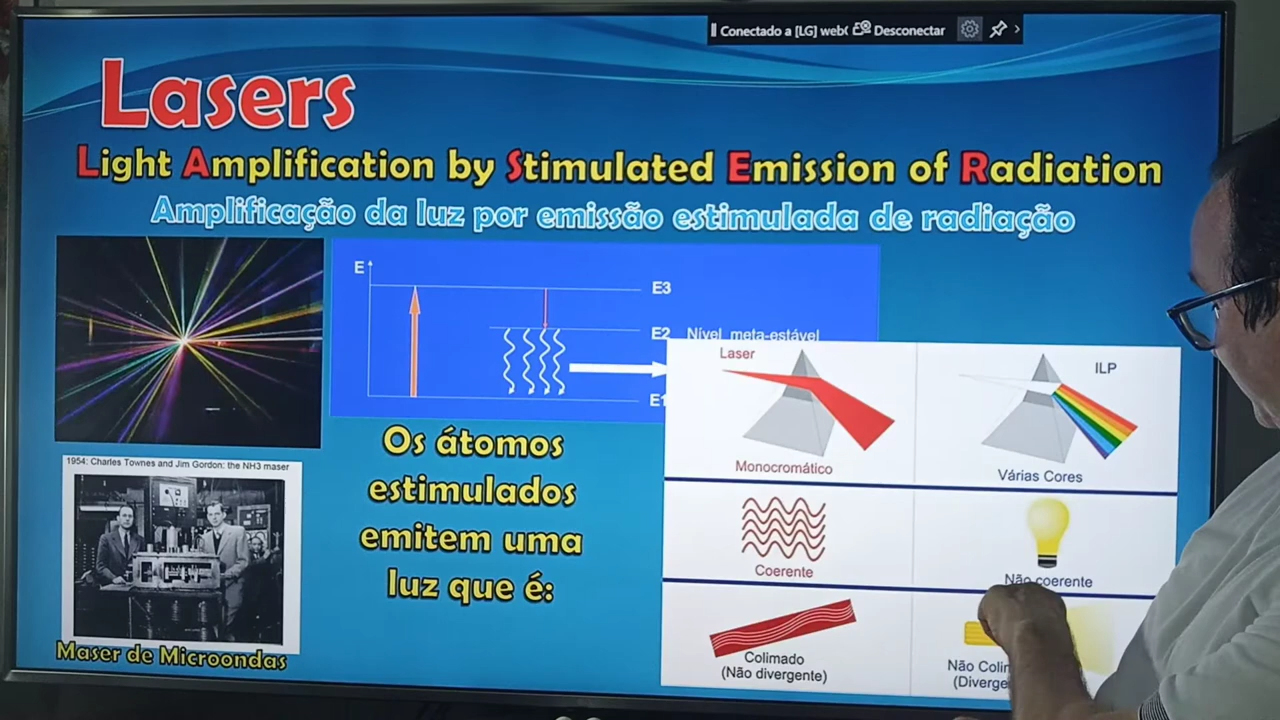 Conectado a [LG] web
Desconectar
Lasers
Light Amplification by Stimulated Emission of Radiation
Amplificação da luz por emissão estimulada de radiação
E
E3
E2
Nível meta-estável
E1
Laser
ILP
Monocromático
Várias Cores
1954: Charles Townes and Jim Gordon: the NH3 maser
Os átomos
estimulados
emitem uma
luz que é:
Coerente
Não coerente
Colimado
(Não divergente)
Não
Maser de Microondas